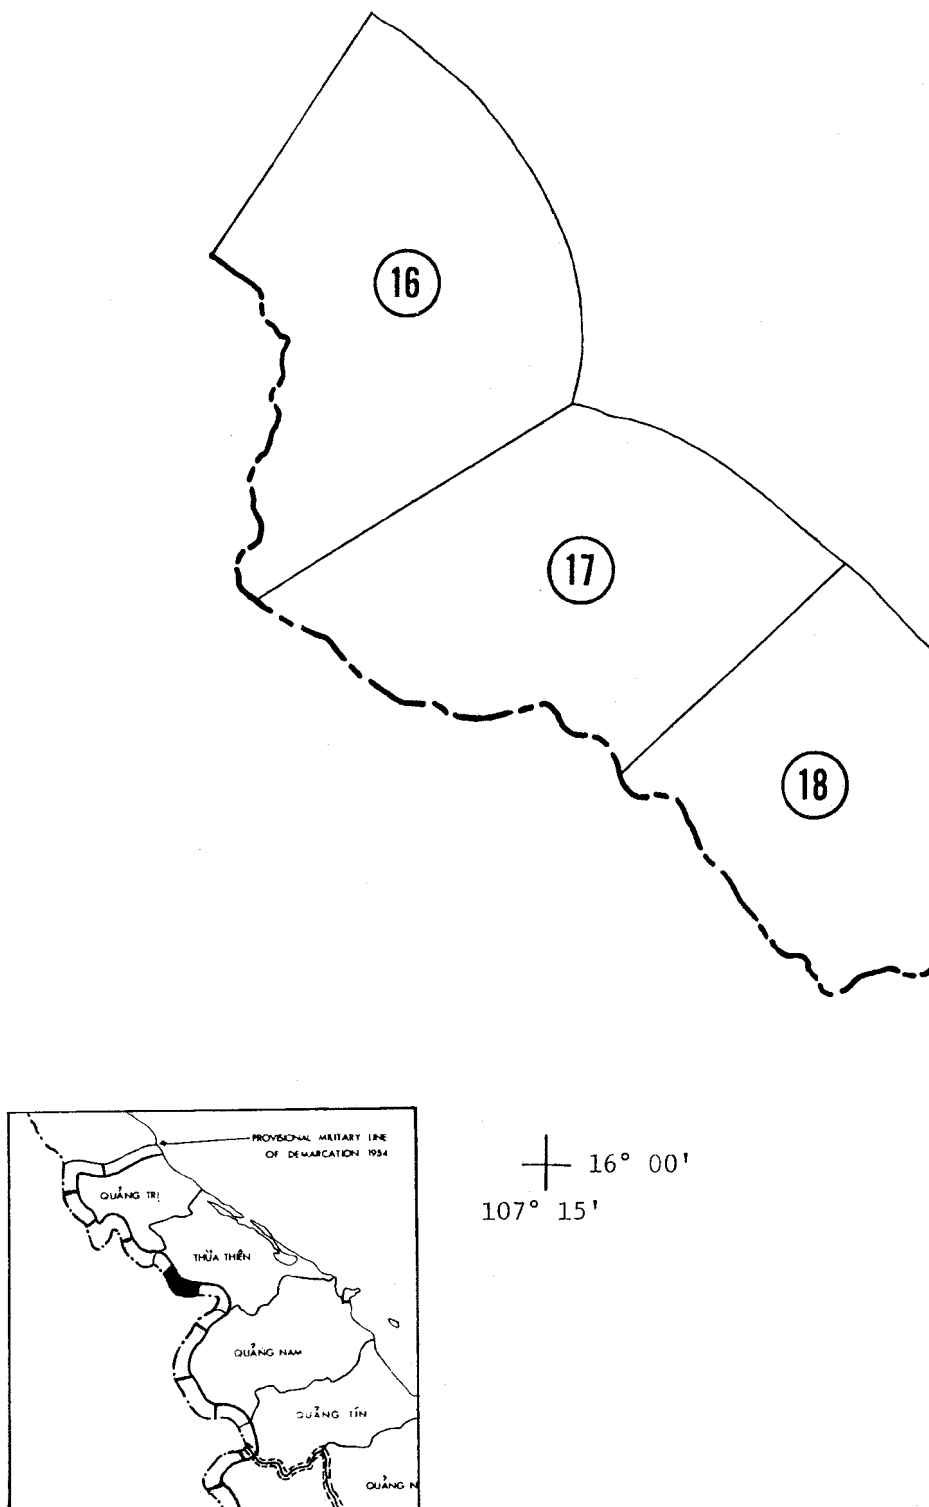 16
17
18
PROVISIONAL MILITARY LINE
OF DEMARCATION 1954
QUẢNG TRỊ
THỪA THIÊN
QUẢNG NAM
QUẢNG TÍN
QUẢNG N
16° 00'
107° 15'